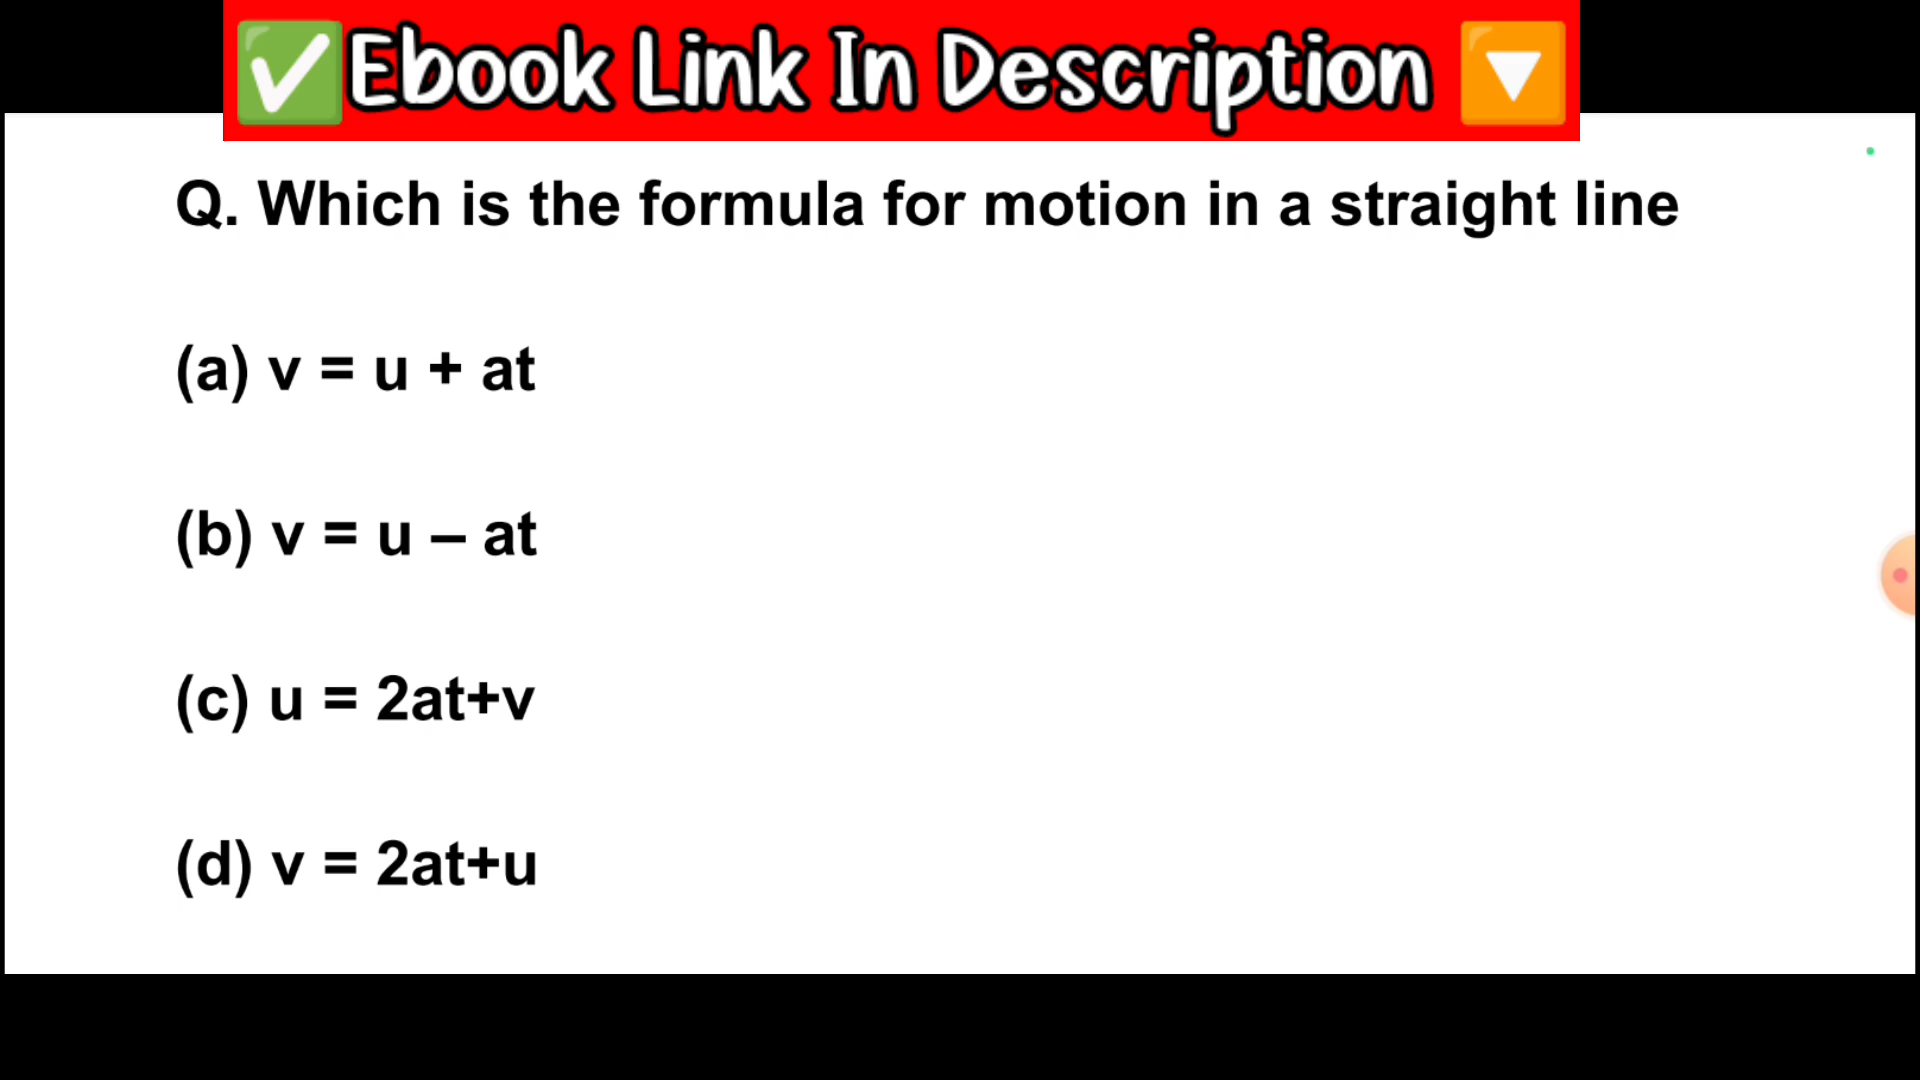 ✅Ebook Link In Description 🔽
Q. Which is the formula for motion in a straight line
(a) v = u + at
(b) v = u – at
(c) u = 2at+v
(d) v = 2at+u